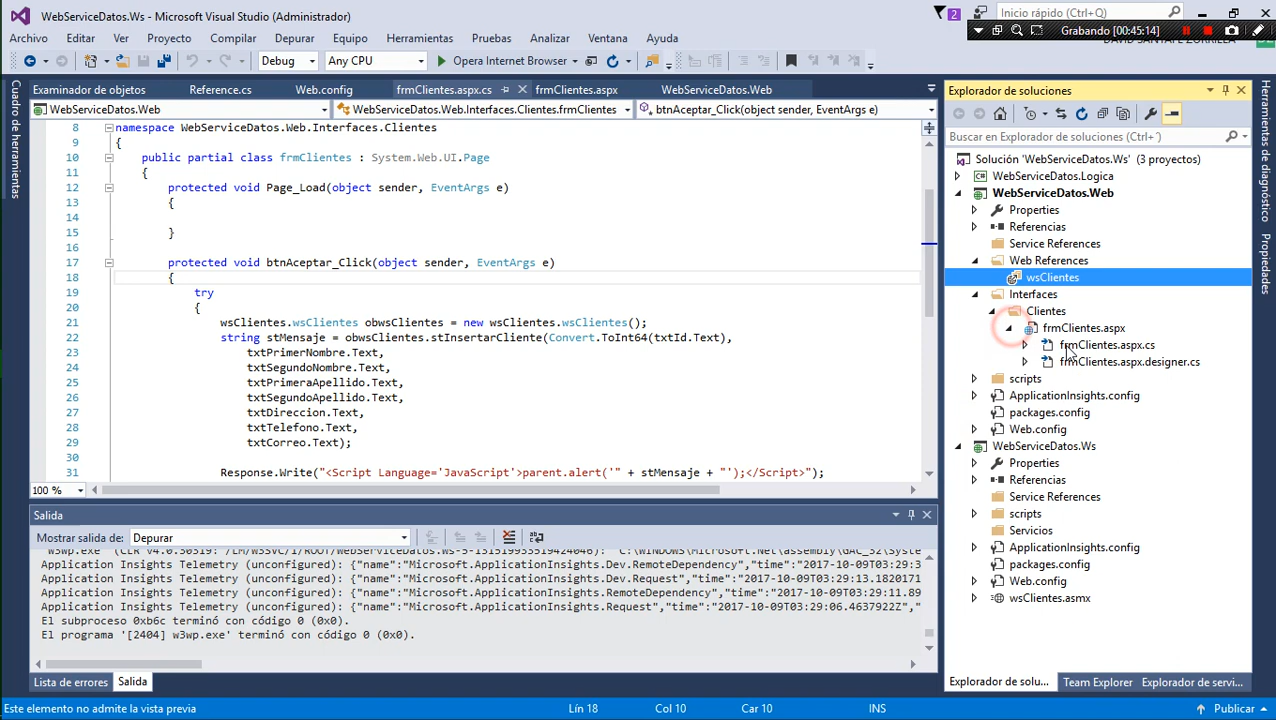 WebServiceDatos.Ws - Microsoft Visual Studio (Administrador)
2
Inicio rápido (Ctrl+Q)
Grabando [00:45:14]
Archivo Editar Ver Proyecto Compilar Depurar Equipo Herramientas Pruebas Analizar Ventana Ayuda
Debug Any CPU Opera Internet Browser
Cuadro de herramientas
Examinador de objetos Reference.cs Web.config frmClientes.aspx.cs frmClientes.aspx WebServiceDatos.Web
WebServiceDatos.Web WebServiceDatos.Web.Interfaces.Clientes.frmClientes btnAceptar_Click(object sender, EventArgs e)
8 namespace WebServiceDatos.Web.Interfaces.Clientes
9 {
10 public partial class frmClientes : System.Web.UI.Page
11 {
12 protected void Page_Load(object sender, EventArgs e)
13 {
14
15 }
16
17 protected void btnAceptar_Click(object sender, EventArgs e)
18 {
19 try
20 {
21 wsClientes.wsClientes obwsClientes = new wsClientes.wsClientes();
22 string stMensaje = obwsClientes.stInsertarCliente(Convert.ToInt64(txtId.Text),
23 txtPrimerNombre.Text,
24 txtSegundoNombre.Text,
25 txtPrimeraApellido.Text,
26 txtSegundoApellido.Text,
27 txtDireccion.Text,
28 txtTelefono.Text,
29 txtCorreo.Text);
30
31 Response.Write("<Script Language='JavaScript'>parent.alert('" + stMensaje + "');</Script>");
100 %
Salida
Mostrar salida de: Depurar
Application Insights Telemetry (unconfigured): {"name":"Microsoft.ApplicationInsights.Dev.RemoteDependency","time":"2017-10-09T03:29:3
Application Insights Telemetry (unconfigured): {"name":"Microsoft.ApplicationInsights.Dev.Request","time":"2017-10-09T03:29:13.1820171
Application Insights Telemetry (unconfigured): {"name":"Microsoft.ApplicationInsights.RemoteDependency","time":"2017-10-09T03:29:11.89
Application Insights Telemetry (unconfigured): {"name":"Microsoft.ApplicationInsights.Request","time":"2017-10-09T03:29:06.4637922Z","
El subproceso 0xb6c terminó con código 0 (0x0).
El programa '[2404] w3wp.exe' terminó con código 0 (0x0).
Lista de errores Salida
Explorador de soluciones
Buscar en Explorador de soluciones (Ctrl+´)
Solución 'WebServiceDatos.Ws' (3 proyectos)
WebServiceDatos.Logica
WebServiceDatos.Web
Properties
Referencias
Service References
Web References
wsClientes
Interfaces
Clientes
frmClientes.aspx
frmClientes.aspx.cs
frmClientes.aspx.designer.cs
scripts
ApplicationInsights.config
packages.config
Web.config
WebServiceDatos.Ws
Properties
Referencias
Service References
scripts
Servicios
ApplicationInsights.config
packages.config
Web.config
wsClientes.asmx
Explorador de solu... Team Explorer Explorador de servi...
Herramientas de diagnóstico
Propiedades
Este elemento no admite la vista previa Lín 18 Col 10 Car 10 INS Publicar